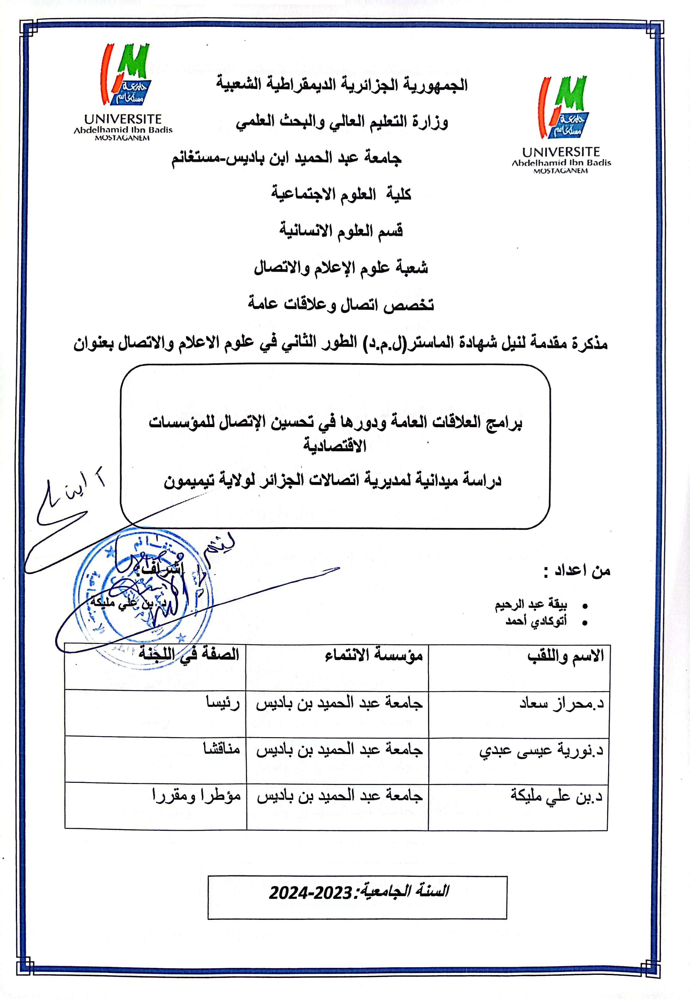 جامعة
مستغانم
UNIVERSITE
Abdelhamid Ibn Badis
MOSTAGANEM
جامعة
مستغانم
UNIVERSITE
Abdelhamid Ibn Badis
MOSTAGANEM
الجمهورية الجزائرية الديمقراطية الشعبية
وزارة التعليم العالي والبحث العلمي
جامعة عبد الحميد ابن باديس-مستغانم
كلية العلوم الاجتماعية
قسم العلوم الانسانية
شعبة علوم الإعلام والاتصال
تخصص اتصال وعلاقات عامة
مذكرة مقدمة لنيل شهادة الماستر(ل.م.د) الطور الثاني في علوم الاعلام والاتصال بعنوان
برامج العلاقات العامة ودورها في تحسين الإتصال للمؤسسات
الاقتصادية
دراسة ميدانية لمديرية اتصالات الجزائر لولاية تيميمون
من اعداد :
• بيقة عبد الرحيم
• أتوكادي أحمد
إشراف:
د. بن علي مليكة
الاسم واللقب مؤسسة الانتماء الصفة في اللجنة
د.محراز سعاد جامعة عبد الحميد بن باديس رئيسا
د.نورية عيسى عبدي جامعة عبد الحميد بن باديس مناقشا
د.بن علي مليكة جامعة عبد الحميد بن باديس مؤطرا ومقررا
السنة الجامعية:2023-2024